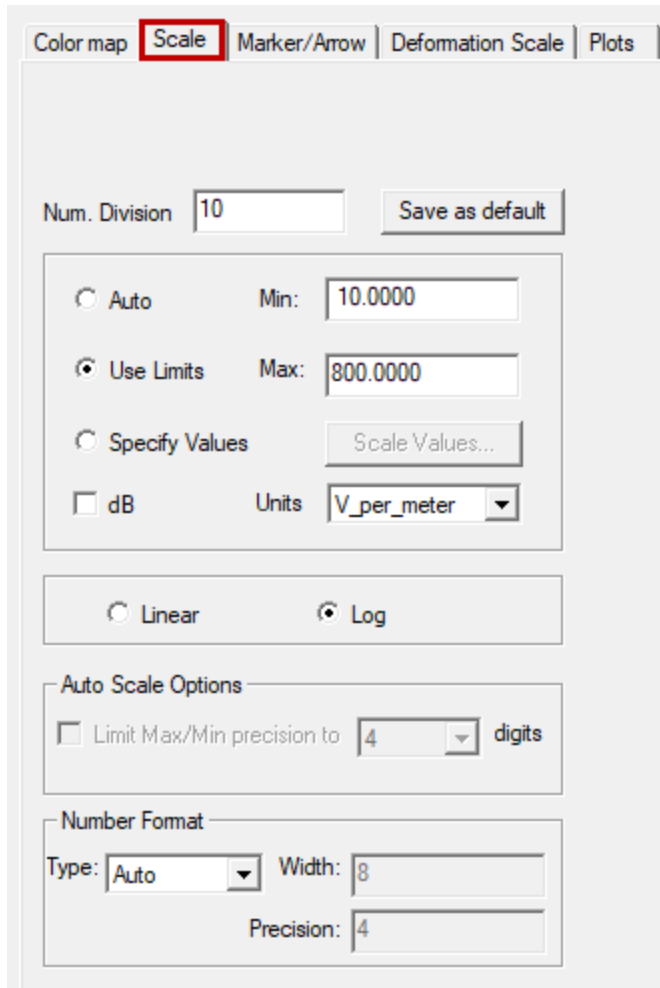 Color map Scale Marker/Arrow Deformation Scale Plots
Num. Division 10 Save as default
Auto Min: 10.0000
Use Limits Max: 800.0000
Specify Values Scale Values...
dB Units V_per_meter
Linear Log
Auto Scale Options
Limit Max/Min precision to 4 digits
Number Format
Type: Auto Width: 8
Precision: 4